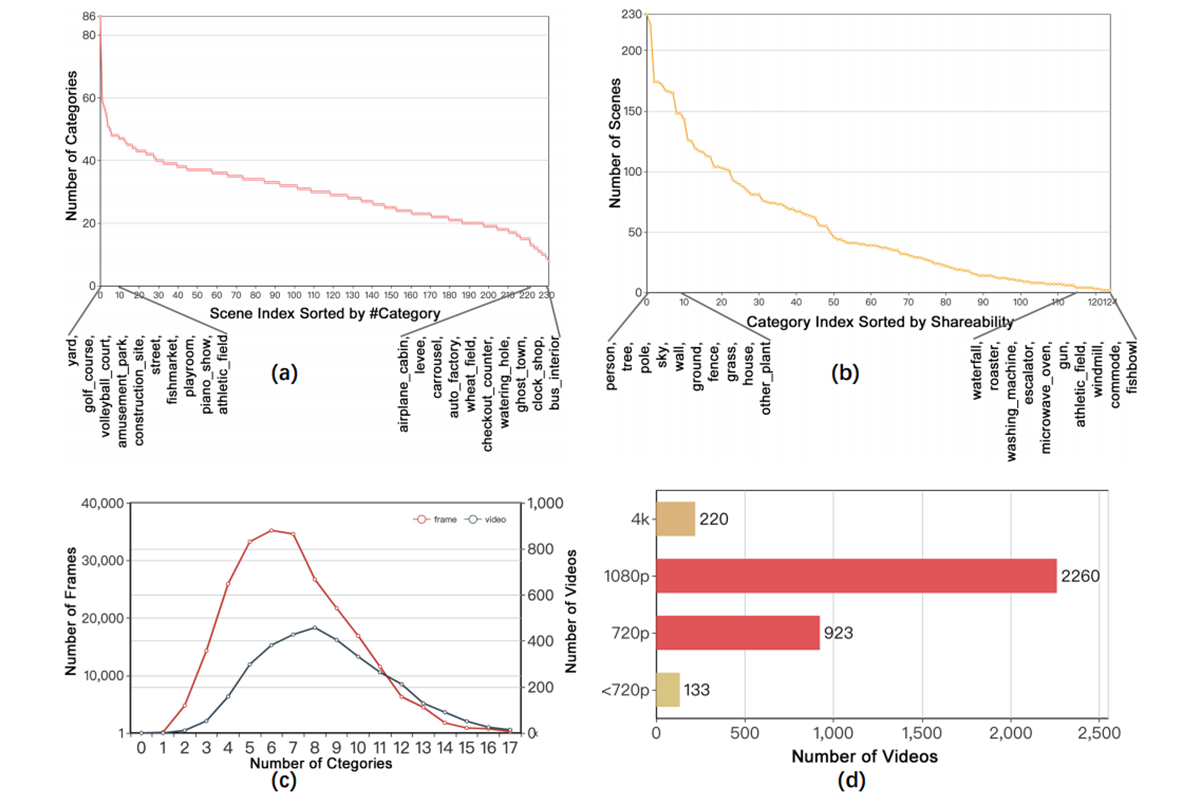 86
80
60
40
20
0
Number of Categories
0 10 20 30 40 50 60 70 80 90 100 110 120 130 140 150 160 170 180 190 200 210 220 230
Scene Index Sorted by #Category
yard,
golf_course,
volleyball_court,
amusement_park,
construction_site,
street,
fishmarket,
playroom,
piano_show,
athletic_field
airplane_cabin,
levee,
carrousel,
auto_factory,
wheat_field,
checkout_counter,
watering_hole,
ghost_town,
clock_shop,
bus_interior
(a)
230
200
150
100
50
0
Number of Scenes
0 10 20 30 40 50 60 70 80 90 100 110 120124
Category Index Sorted by Shareability
person,
tree,
pole,
sky,
wall,
ground,
fence,
grass,
house,
other_plant
waterfall,
roaster,
washing_machine,
escalator,
microwave_oven,
gun,
athletic_field,
windmill,
commode,
fishbowl
(b)
40,000
30,000
20,000
10,000
1
Number of Frames
frame
video
1,000
800
600
400
200
0k
Number of Videos
0 1 2 3 4 5 6 7 8 9 10 11 12 13 14 15 16 17
Number of Ctegories
(c)
4k 220
1080p 2260
720p 923
<720p 133
0 500 1,000 1,500 2,000 2,500
Number of Videos
(d)